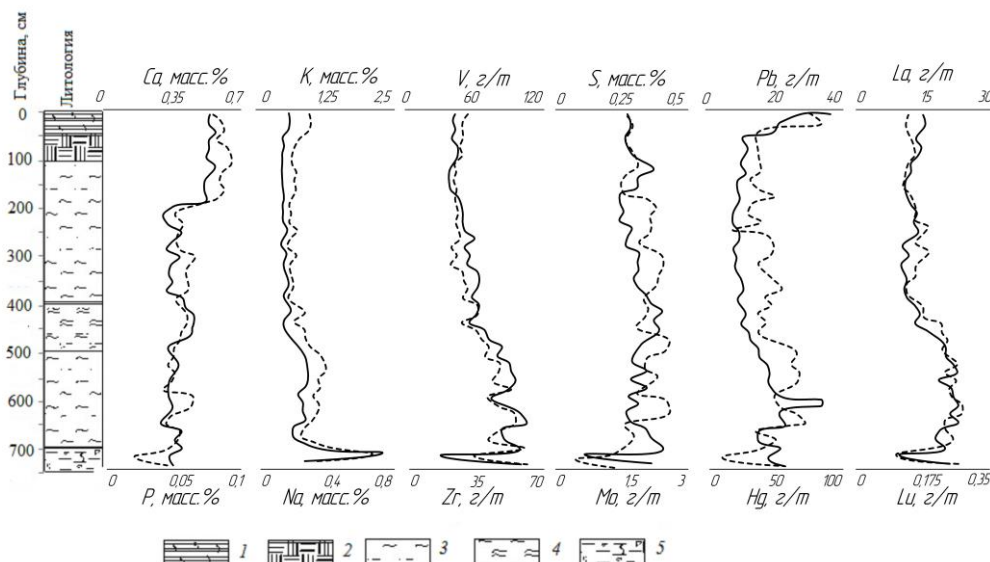 Глубина, см
Литология
Ca, масс.% K, масс.% V, г/т S, масс.% Pb, г/т La, г/т
0 0,35 0,7 0 1,25 2,5 0 60 120 0 0,25 0,5 0 20 40 0 15 30
0
100
200
300
400
500
600
700
0 0,05 0,1 0 0,4 0,8 0 35 70 0 1,5 3 0 50 100 0 0,175 0,35
P, масс.% Na, масс.% Zr, г/т Mo, г/т Hg, г/т Lu, г/т
1 2 3 4 5